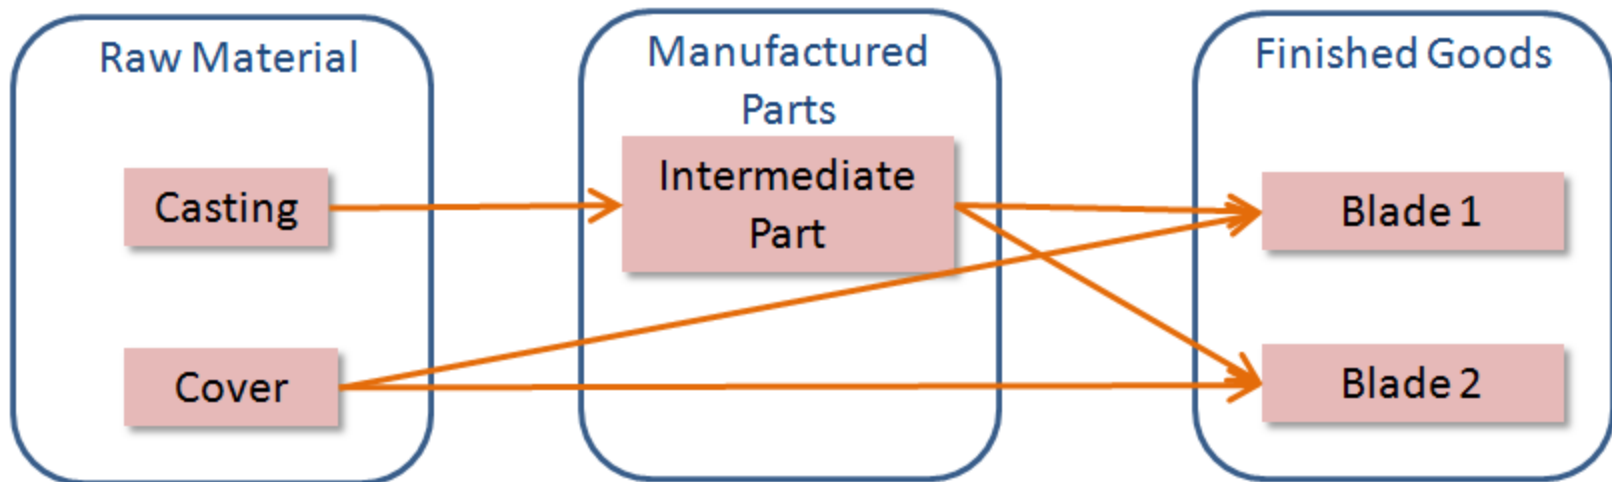 Raw Material
Casting
Cover
Manufactured
Parts
Intermediate
Part
Finished Goods
Blade 1
Blade 2